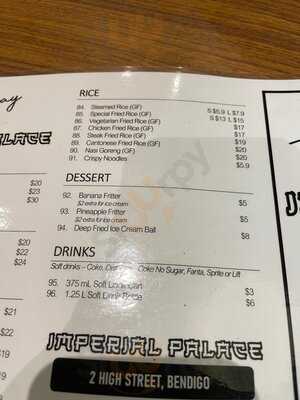 ay
PALACE
$20
$23
$30
$20
$22
$24
$21
$22
$24
$19
RICE
84. Steamed Rice (GF) S $5.9 L $7.9
85. Special Fried Rice (GF) S $13 L $15
86. Vegetarian Fried Rice (GF) $17
87. Chicken Fried Rice (GF) $17
88. Steak Fried Rice (GF) $19
89. Cantonese Fried Rice (GF) $20
90. Nasi Goreng (GF) $20
91. Crispy Noodles $5.9
DESSERT
92. Banana Fritter $5
$2 extra for ice cream
93. Pineapple Fritter $5
$2 extra for ice cream
94. Deep Fried Ice Cream Ball $8
DRINKS
Soft drinks – Coke, Coke No Sugar, Fanta, Sprite or Lift
95. 375 mL Soft Can $3
96. 1.25 L Soft $6
IMPERIAL PALACE
2 HIGH STREET, BENDIGO